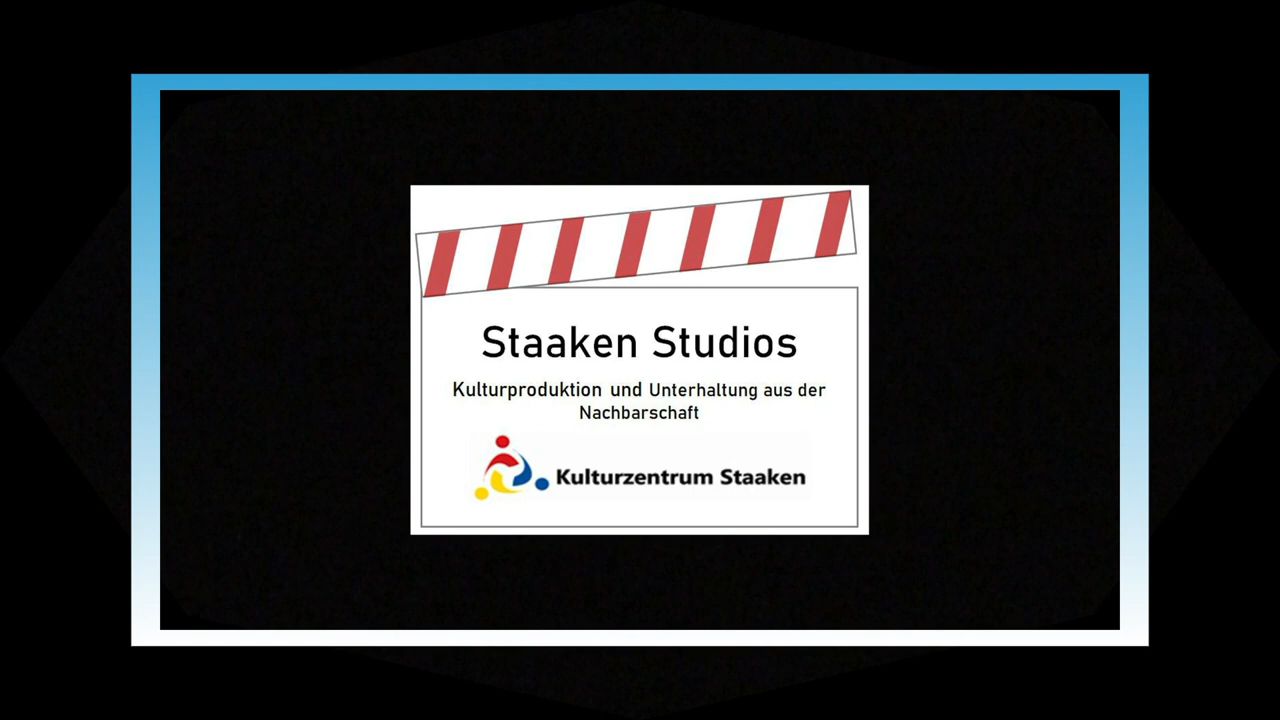 Staaken Studios
Kulturproduktion und Unterhaltung aus der
Nachbarschaft
Kulturzentrum Staaken